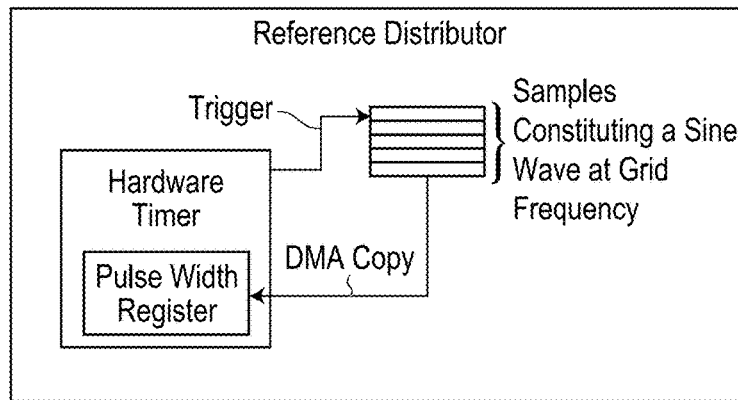 Reference Distributor
Trigger
Samples
Constituting a Sine
Wave at Grid
Frequency
Hardware
Timer
DMA Copy
Pulse Width
Register